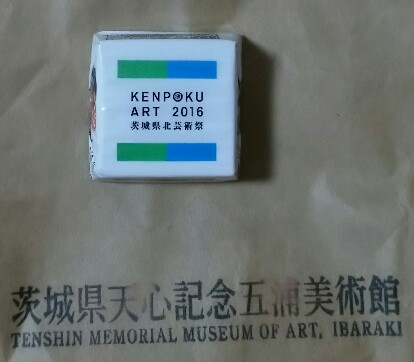 KENPOKU
ART 2016
茨城県北芸術祭
茨城県天心記念五浦美術館
TENSHIN MEMORIAL MUSEUM OF ART, IBARAKI